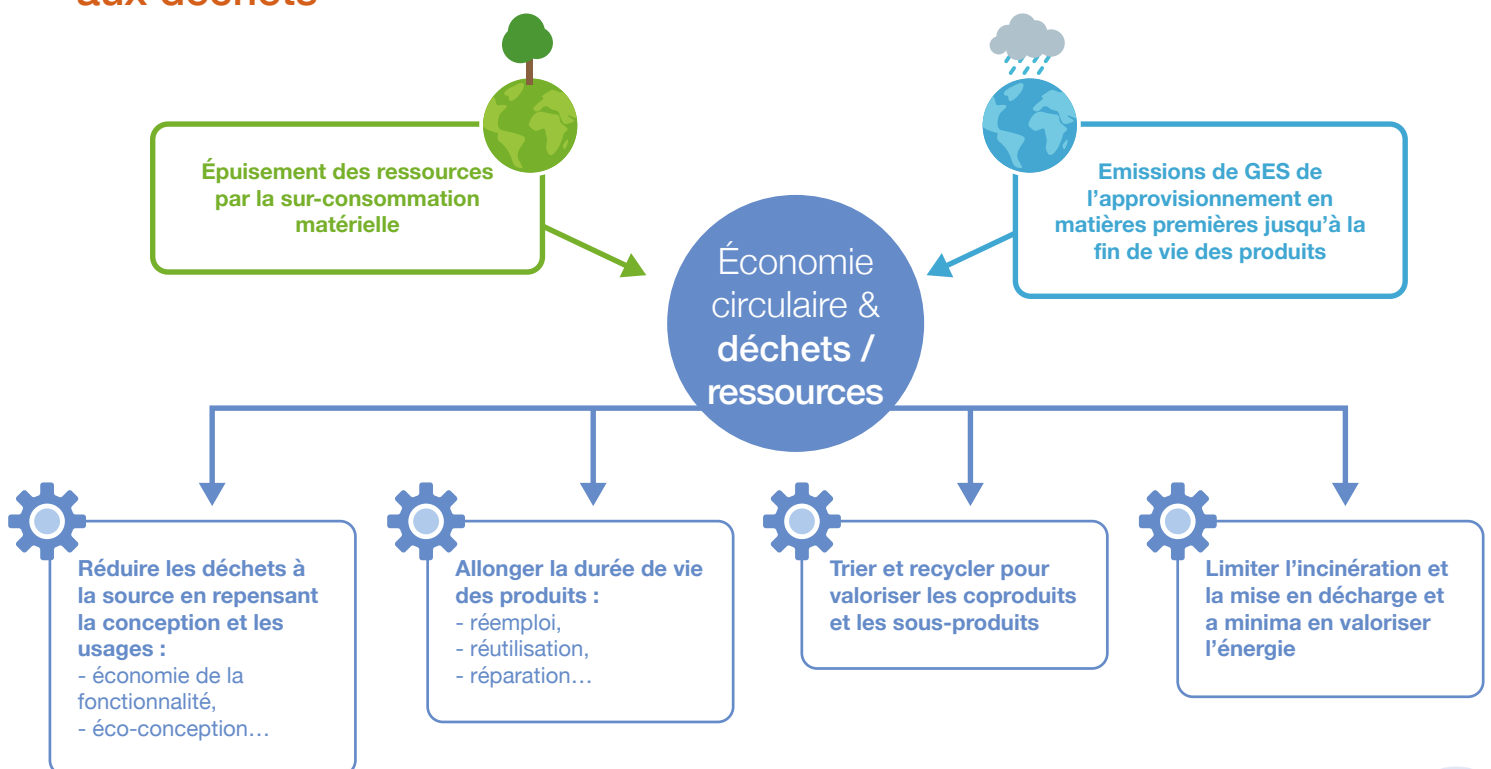 aux déchets
Épuisement des ressources
par la sur-consommation
matérielle
Emissions de GES de
l’approvisionnement en
matières premières jusqu’à la
fin de vie des produits
Économie
circulaire &
déchets /
ressources
Réduire les déchets à
la source en repensant
la conception et les
usages :
- économie de la
fonctionnalité,
- éco-conception…
Allonger la durée de vie
des produits :
- réemploi,
- réutilisation,
- réparation…
Trier et recycler pour
valoriser les coproduits
et les sous-produits
Limiter l’incinération et
la mise en décharge et
a minima en valoriser
l’énergie